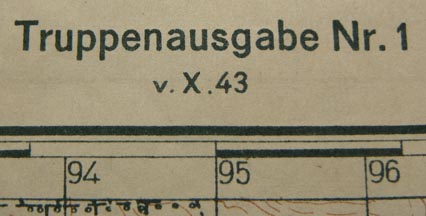 Truppenausgabe Nr. 1
v. X. 43
94 95 96